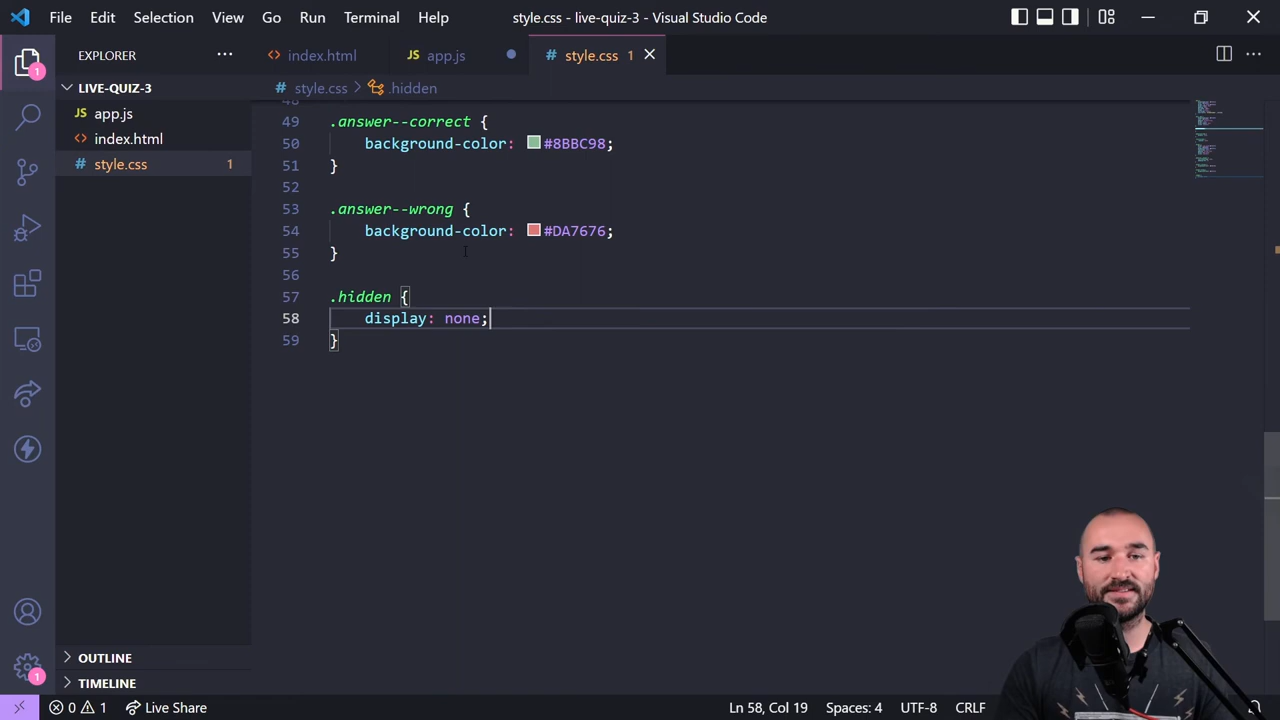 File Edit Selection View Go Run Terminal Help
style.css - live-quiz-3 - Visual Studio Code
EXPLORER
index.html
app.js
style.css 1
LIVE-QUIZ-3
style.css > .hidden
app.js
index.html
style.css 1
49 .answer--correct {
50 background-color: #8BBC98;
51 }
52
53 .answer--wrong {
54 background-color: #DA7676;
55 }
56
57 .hidden {
58 display: none;
59 }
1
1
OUTLINE
TIMELINE
0 1 Live Share
Ln 58, Col 19 Spaces: 4 UTF-8 CRLF CSS